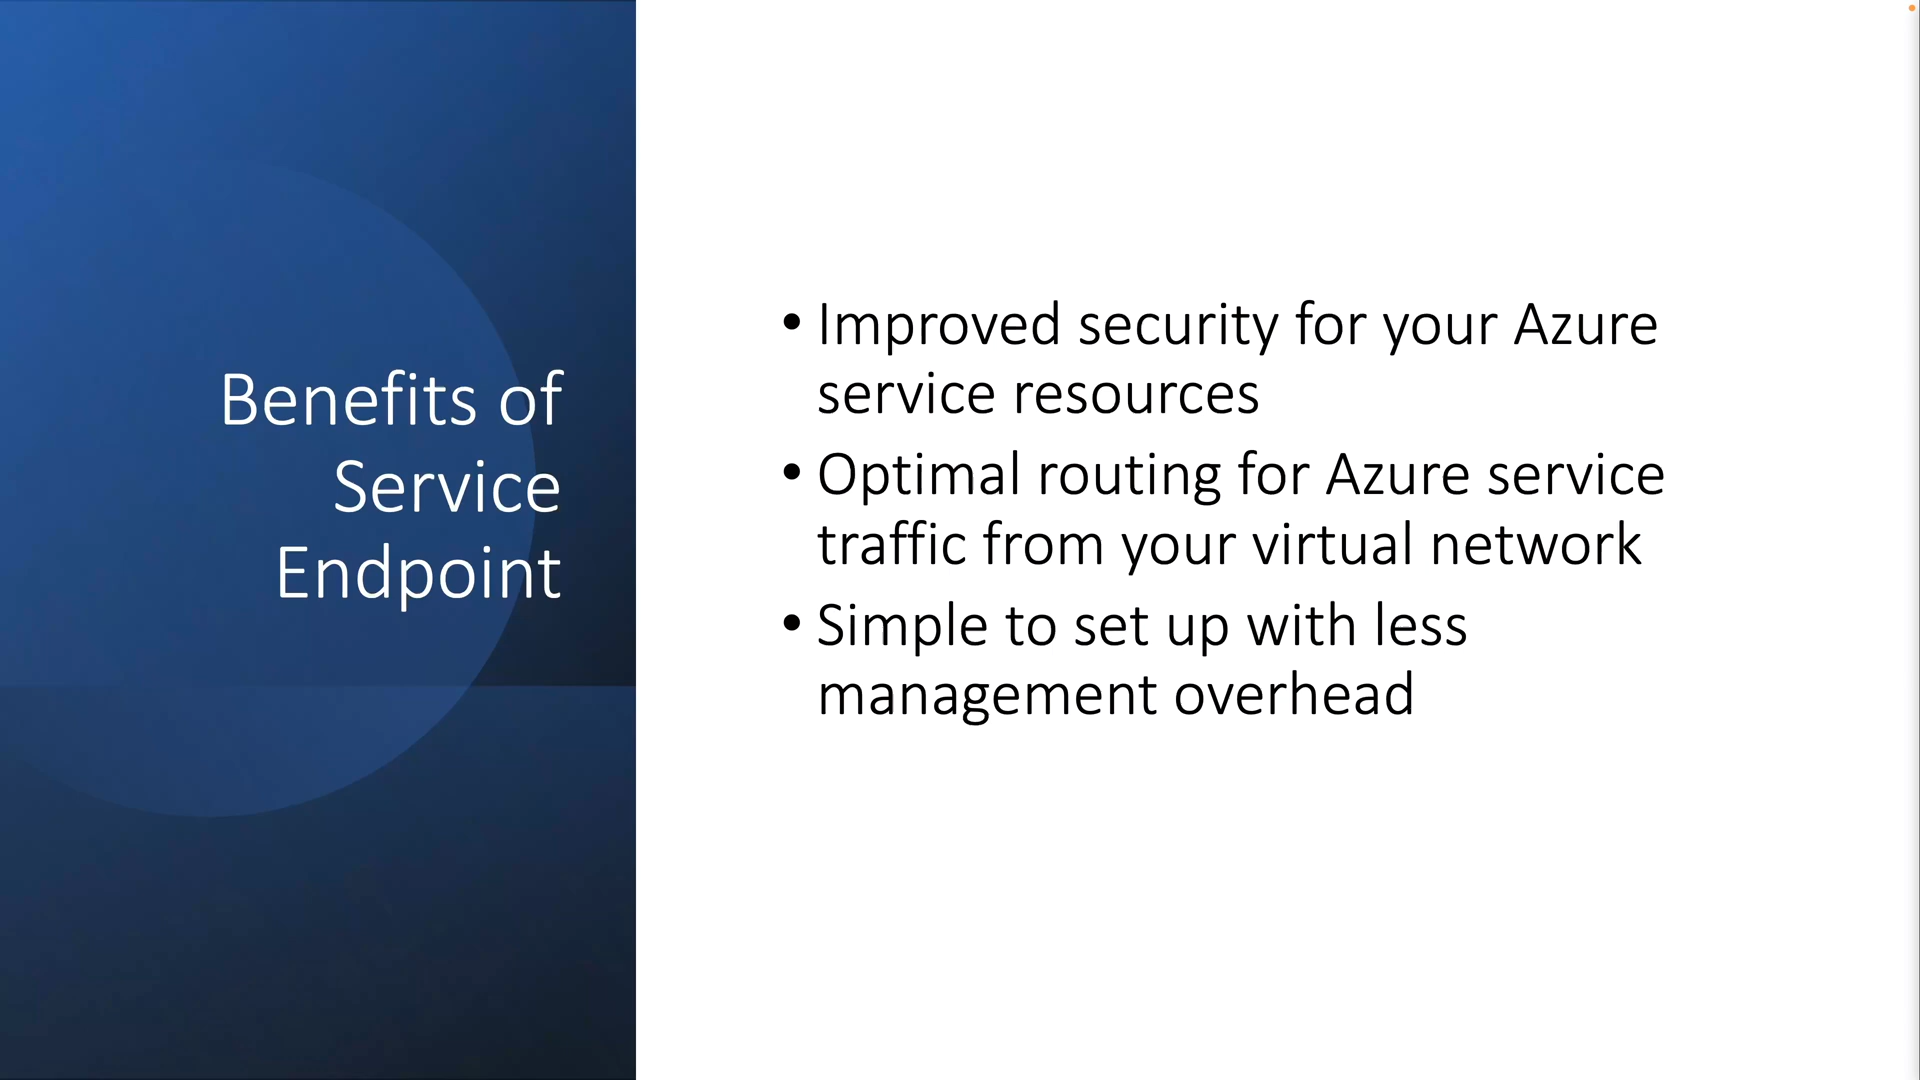 Benefits of
Service
Endpoint
• Improved security for your Azure
service resources
• Optimal routing for Azure service
traffic from your virtual network
• Simple to set up with less
management overhead